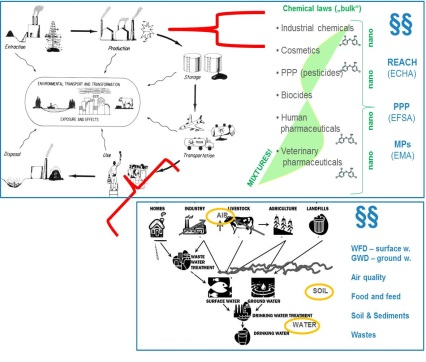 Chemical laws („bulk“)
§§
Extraction
Production
Storage
Transportation
Use
Disposal
ENVIRONMENTAL TRANSPORT AND TRANSFORMATION
EXPOSURE AND EFFECTS
• Industrial chemicals
• Cosmetics
• PPP (pesticides)
• Biocides
• Human
pharmaceuticals
• Veterinary
pharmaceuticals
MIXTURES!
nano
nano
nano
nano
REACH
(ECHA)
PPP
(EFSA)
MPs
(EMA)
HOMES
INDUSTRY
LIVESTOCK
AGRICULTURE
LANDFILLS
AIR
WASTE
WATER
TREATMENT
SURFACE WATER
GROUND WATER
SOIL
DRINKING WATER TREATMENT
WATER
DRINKING WATER
§§
WFD – surface w.
GWD – ground w.
Air quality
Food and feed
Soil & Sediments
Wastes